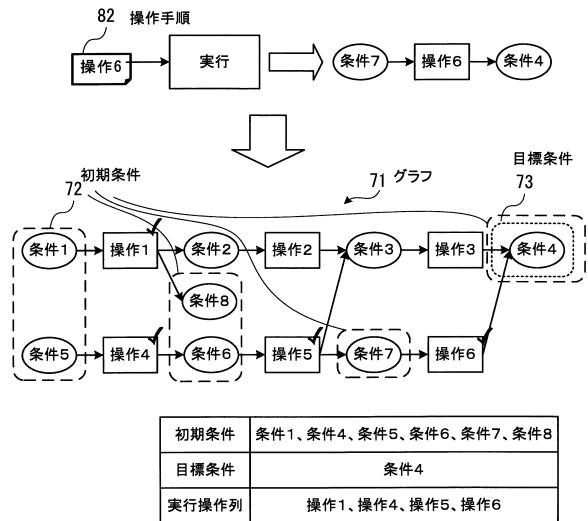 82 操作手順
操作6
実行
条件7
操作6
条件4
目標条件
初期条件
71 グラフ
73
72
条件1
操作1
条件2
操作2
条件3
操作3
条件4
条件8
条件5
操作4
条件6
操作5
条件7
操作6
初期条件 条件1、条件4、条件5、条件6、条件7、条件8
目標条件 条件4
実行操作列 操作1、操作4、操作5、操作6